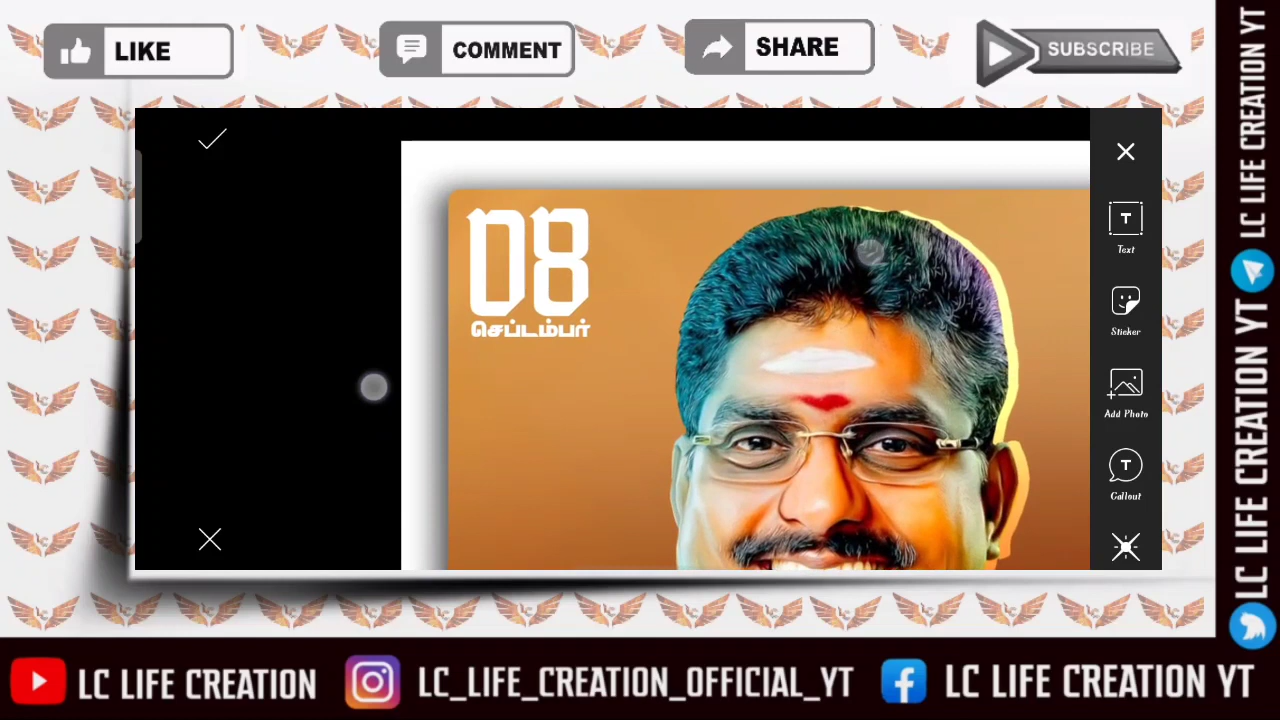 LIKE
COMMENT
SHARE
SUBSCRIBE
08
செப்டம்பர்
T
Text
Sticker
Add Photo
T
Callout
LC LIFE CREATION
LC_LIFE_CREATION_OFFICIAL_YT
LC LIFE CREATION YT
LC LIFE CREATION YT
LC LIFE CREATION YT